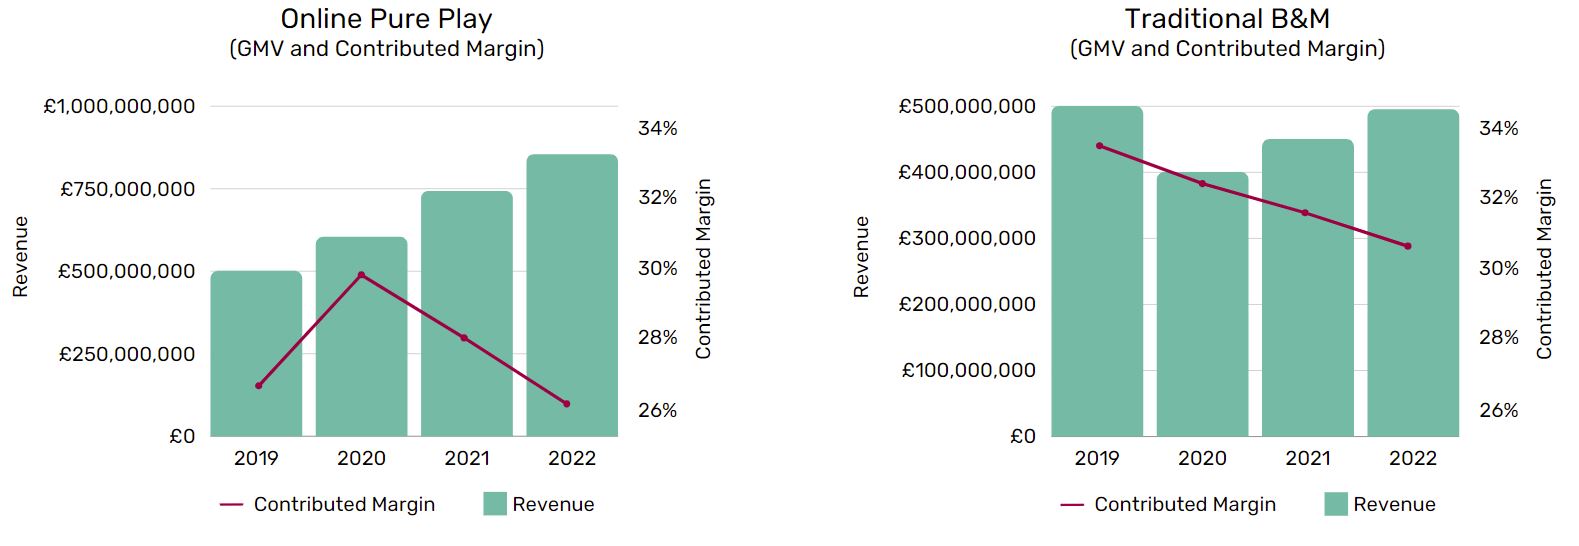 Online Pure Play
(GMV and Contributed Margin)
£1,000,000,000
£750,000,000
£500,000,000
£250,000,000
£0
Revenue
34%
32%
30%
28%
26%
Contributed Margin
2019 2020 2021 2022
Contributed Margin Revenue
Traditional B&M
(GMV and Contributed Margin)
£500,000,000
£400,000,000
£300,000,000
£200,000,000
£100,000,000
£0
Revenue
34%
32%
30%
28%
26%
Contributed Margin
2019 2020 2021 2022
Contributed Margin Revenue